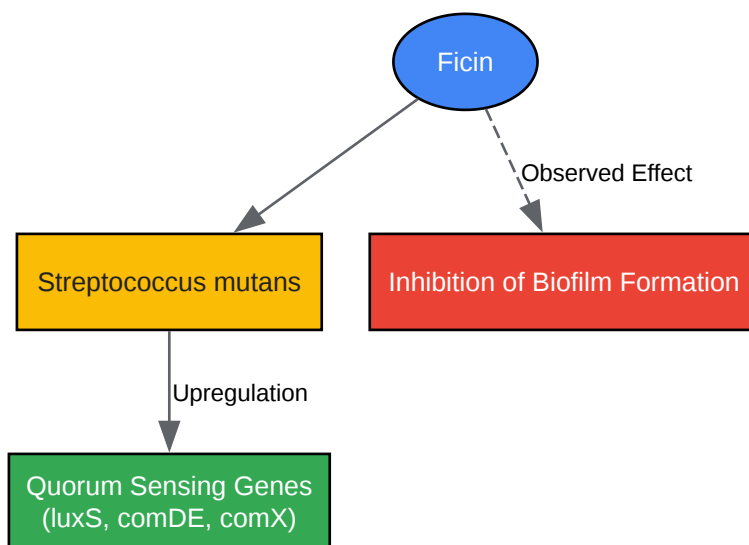 Ficin
Observed Effect
Streptococcus mutans
Inhibition of Biofilm Formation
Upregulation
Quorum Sensing Genes
(luxS, comDE, comX)